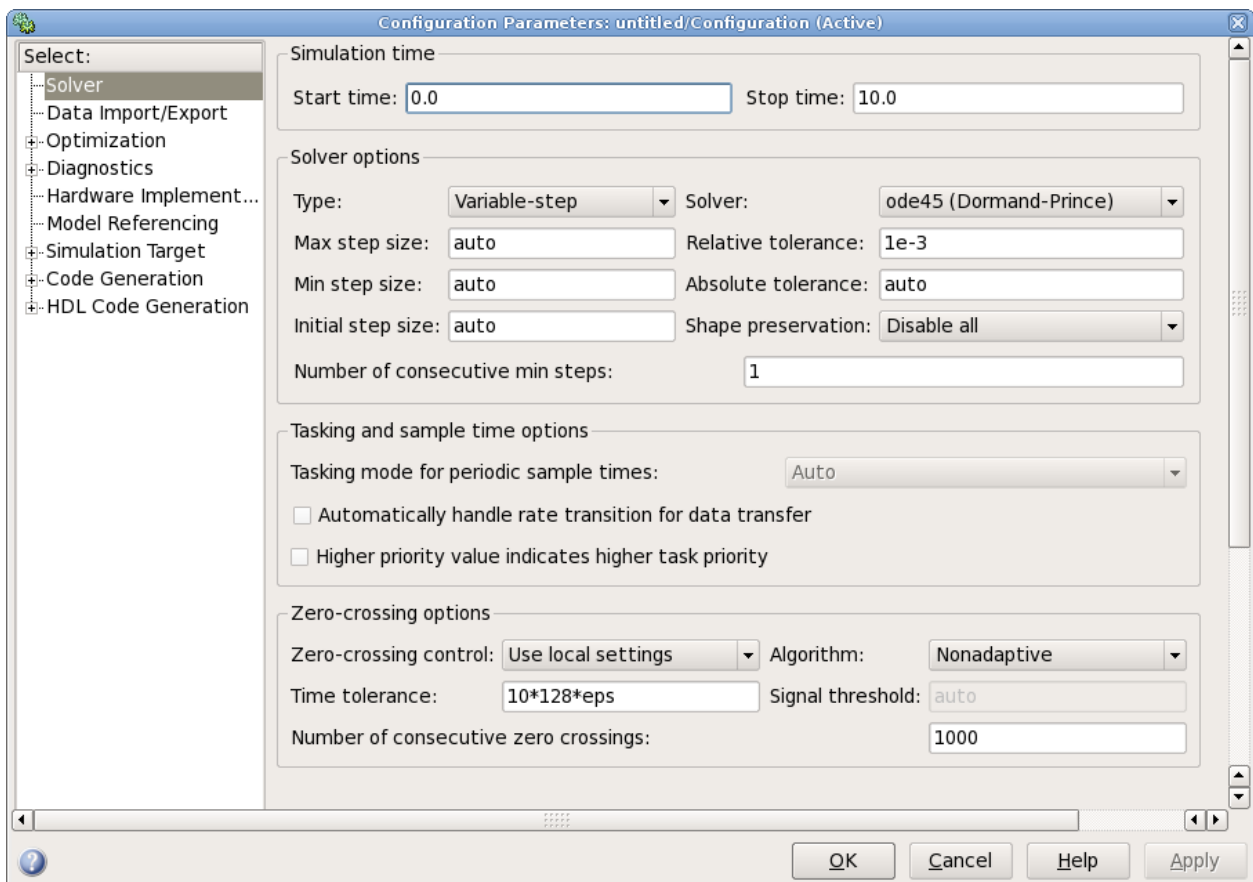 Configuration Parameters: untitled/Configuration (Active)
Select:
Solver
Data Import/Export
Optimization
Diagnostics
Hardware Implement...
Model Referencing
Simulation Target
Code Generation
HDL Code Generation
Simulation time
Start time: 0.0 Stop time: 10.0
Solver options
Type: Variable-step Solver: ode45 (Dormand-Prince)
Max step size: auto Relative tolerance: 1e-3
Min step size: auto Absolute tolerance: auto
Initial step size: auto Shape preservation: Disable all
Number of consecutive min steps: 1
Tasking and sample time options
Tasking mode for periodic sample times: Auto
Automatically handle rate transition for data transfer
Higher priority value indicates higher task priority
Zero-crossing options
Zero-crossing control: Use local settings Algorithm: Nonadaptive
Time tolerance: 10*128*eps Signal threshold: auto
Number of consecutive zero crossings: 1000
OK Cancel Help Apply